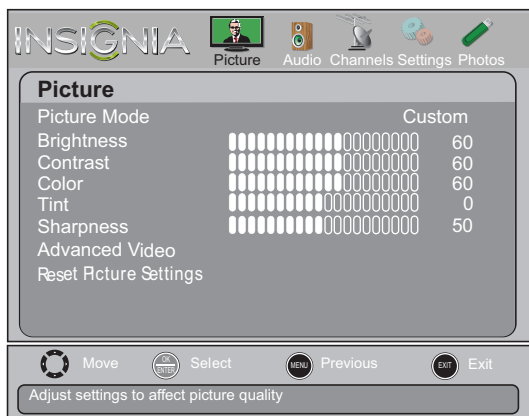 INSIGNIA
Picture Audio Channels Settings Photos
Picture
Picture Mode Custom
Brightness 60
Contrast 60
Color 60
Tint 0
Sharpness 50
Advanced Video
Reset Picture Settings
Move OK ENTER Select MENU Previous EXIT Exit
Adjust settings to affect picture quality